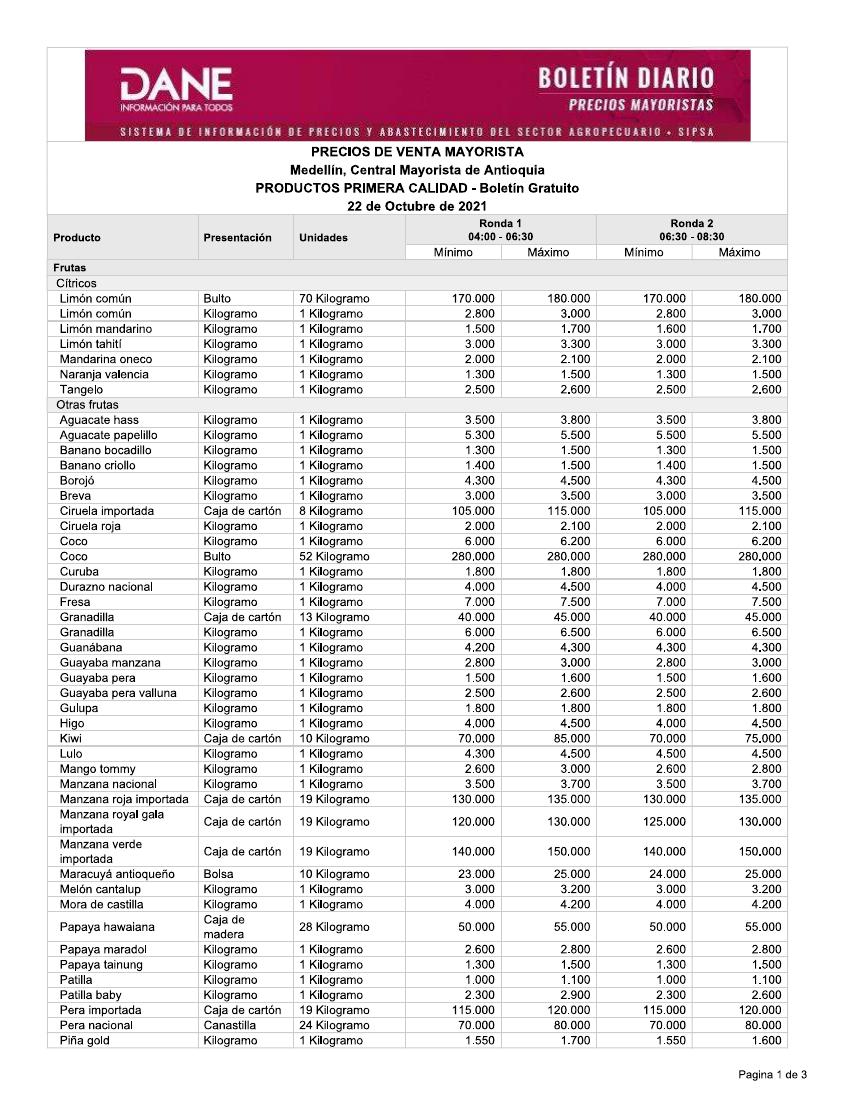 DANE
INFORMACIÓN PARA TODOS
BOLETÍN DIARIO
PRECIOS MAYORISTAS
SISTEMA DE INFORMACIÓN DE PRECIOS Y ABASTECIMIENTO DEL SECTOR AGROPECUARIO • SIPSA
PRECIOS DE VENTA MAYORISTA
Medellín, Central Mayorista de Antioquia
PRODUCTOS PRIMERA CALIDAD - Boletín Gratuito
22 de Octubre de 2021
Producto Presentación Unidades Ronda 1 Ronda 2
04:00 - 06:30 06:30 - 08:30
Mínimo Máximo Mínimo Máximo
Frutas
Cítricos
Limón común Bulto 70 Kilogramo 170.000 180.000 170.000 180.000
Limón común Kilogramo 1 Kilogramo 2.800 3.000 2.800 3.000
Limón mandarino Kilogramo 1 Kilogramo 1.500 1.700 1.600 1.700
Limón tahití Kilogramo 1 Kilogramo 3.000 3.300 3.000 3.300
Mandarina oneco Kilogramo 1 Kilogramo 2.000 2.100 2.000 2.100
Naranja valencia Kilogramo 1 Kilogramo 1.300 1.500 1.300 1.500
Tangelo Kilogramo 1 Kilogramo 2.500 2.600 2.500 2.600
Otras frutas
Aguacate hass Kilogramo 1 Kilogramo 3.500 3.800 3.500 3.800
Aguacate papelillo Kilogramo 1 Kilogramo 5.300 5.500 5.500 5.500
Banano bocadillo Kilogramo 1 Kilogramo 1.300 1.500 1.300 1.500
Banano criollo Kilogramo 1 Kilogramo 1.400 1.500 1.400 1.500
Borojó Kilogramo 1 Kilogramo 4.300 4.500 4.300 4.500
Breva Kilogramo 1 Kilogramo 3.000 3.500 3.000 3.500
Ciruela importada Caja de cartón 8 Kilogramo 105.000 115.000 105.000 115.000
Ciruela roja Kilogramo 1 Kilogramo 2.000 2.100 2.000 2.100
Coco Kilogramo 1 Kilogramo 6.000 6.200 6.000 6.200
Coco Bulto 52 Kilogramo 280.000 280.000 280.000 280.000
Curuba Kilogramo 1 Kilogramo 1.800 1.800 1.800 1.800
Durazno nacional Kilogramo 1 Kilogramo 4.000 4.500 4.000 4.500
Fresa Kilogramo 1 Kilogramo 7.000 7.500 7.000 7.500
Granadilla Caja de cartón 13 Kilogramo 40.000 45.000 40.000 45.000
Granadilla Kilogramo 1 Kilogramo 6.000 6.500 6.000 6.500
Guanábana Kilogramo 1 Kilogramo 4.200 4.300 4.300 4.300
Guayaba manzana Kilogramo 1 Kilogramo 2.800 3.000 2.800 3.000
Guayaba pera Kilogramo 1 Kilogramo 1.500 1.600 1.500 1.600
Guayaba pera valluna Kilogramo 1 Kilogramo 2.500 2.600 2.500 2.600
Gulupa Kilogramo 1 Kilogramo 1.800 1.800 1.800 1.800
Higo Kilogramo 1 Kilogramo 4.000 4.500 4.000 4.500
Kiwi Caja de cartón 10 Kilogramo 70.000 85.000 70.000 75.000
Lulo Kilogramo 1 Kilogramo 4.300 4.500 4.500 4.500
Mango tommy Kilogramo 1 Kilogramo 2.600 3.000 2.600 2.800
Manzana nacional Kilogramo 1 Kilogramo 3.500 3.700 3.500 3.700
Manzana roja importada Caja de cartón 19 Kilogramo 130.000 135.000 130.000 135.000
Manzana royal gala
importada Caja de cartón 19 Kilogramo 120.000 130.000 125.000 130.000
Manzana verde
importada Caja de cartón 19 Kilogramo 140.000 150.000 140.000 150.000
Maracuyá antioqueño Bolsa 10 Kilogramo 23.000 25.000 24.000 25.000
Melón cantalup Kilogramo 1 Kilogramo 3.000 3.200 3.000 3.200
Mora de castilla Kilogramo 1 Kilogramo 4.000 4.200 4.000 4.200
Papaya hawaiana Caja de
madera 28 Kilogramo 50.000 55.000 50.000 55.000
Papaya maradol Kilogramo 1 Kilogramo 2.600 2.800 2.600 2.800
Papaya tainung Kilogramo 1 Kilogramo 1.300 1.500 1.300 1.500
Patilla Kilogramo 1 Kilogramo 1.000 1.100 1.000 1.100
Patilla baby Kilogramo 1 Kilogramo 2.300 2.900 2.300 2.600
Pera importada Caja de cartón 19 Kilogramo 115.000 120.000 115.000 120.000
Pera nacional Canastilla 24 Kilogramo 70.000 80.000 70.000 80.000
Piña gold Kilogramo 1 Kilogramo 1.550 1.700 1.550 1.600
Pagina 1 de 3